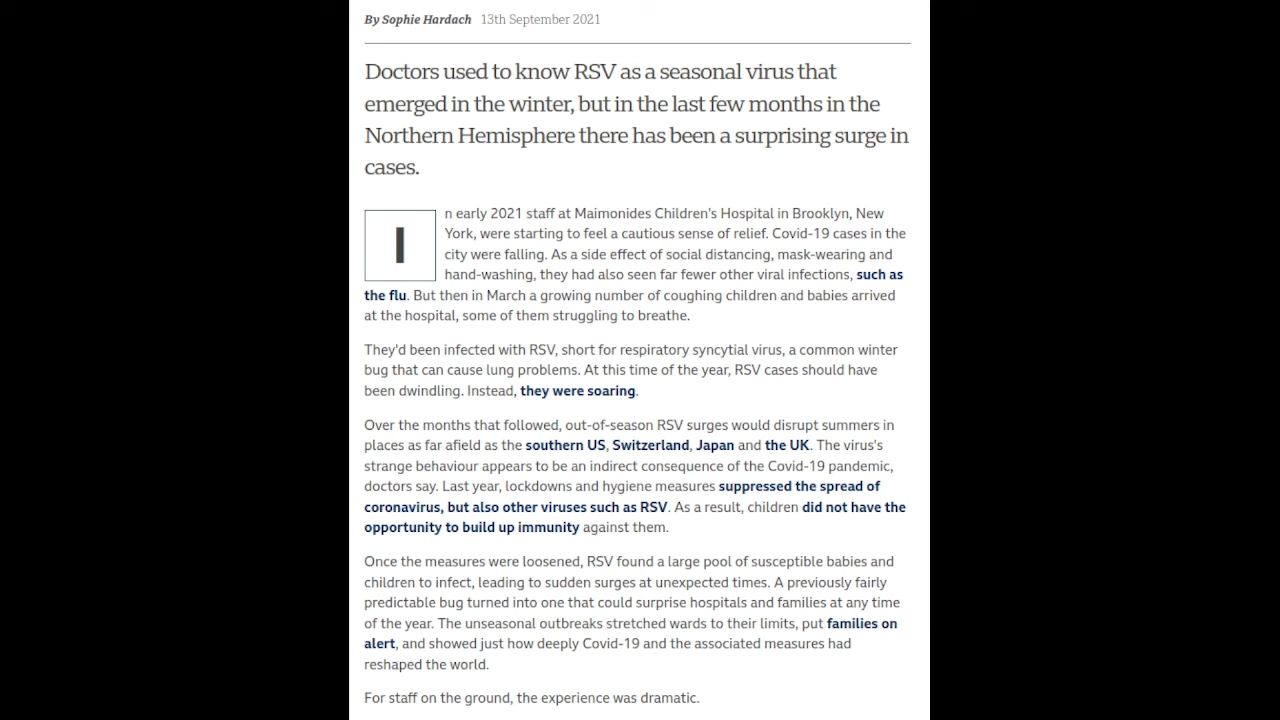 By Sophie Hardach 13th September 2021
Doctors used to know RSV as a seasonal virus that
emerged in the winter, but in the last few months in the
Northern Hemisphere there has been a surprising surge in
cases.
In early 2021 staff at Maimonides Children's Hospital in Brooklyn, New
York, were starting to feel a cautious sense of relief. Covid-19 cases in the
city were falling. As a side effect of social distancing, mask-wearing and
hand-washing, they had also seen far fewer other viral infections, such as
the flu. But then in March a growing number of coughing children and babies arrived
at the hospital, some of them struggling to breathe.
They'd been infected with RSV, short for respiratory syncytial virus, a common winter
bug that can cause lung problems. At this time of the year, RSV cases should have
been dwindling. Instead, they were soaring.
Over the months that followed, out-of-season RSV surges would disrupt summers in
places as far afield as the southern US, Switzerland, Japan and the UK. The virus's
strange behaviour appears to be an indirect consequence of the Covid-19 pandemic,
doctors say. Last year, lockdowns and hygiene measures suppressed the spread of
coronavirus, but also other viruses such as RSV. As a result, children did not have the
opportunity to build up immunity against them.
Once the measures were loosened, RSV found a large pool of susceptible babies and
children to infect, leading to sudden surges at unexpected times. A previously fairly
predictable bug turned into one that could surprise hospitals and families at any time
of the year. The unseasonal outbreaks stretched wards to their limits, put families on
alert, and showed just how deeply Covid-19 and the associated measures had
reshaped the world.
For staff on the ground, the experience was dramatic.